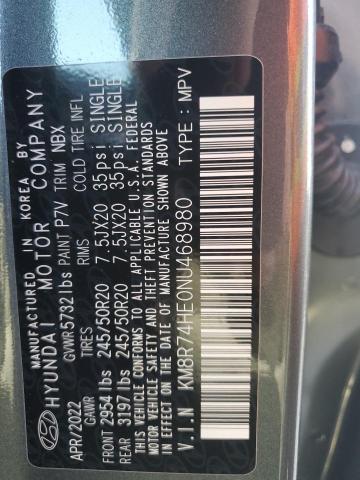 MANUFACTURED IN KOREA BY
HYUNDAI MOTOR COMPANY
APR/2022 GVWR 5732 lbs PAINT P7V TRIM NBX
GAWR TIRES RIMS COLD TIRE INFL
FRONT 2954 lbs 245/50R20 7.5JX20 35psi SINGLE
REAR 3197 lbs 245/50R20 7.5JX20 35psi SINGLE
THIS VEHICLE CONFORMS TO ALL APPLICABLE U.S.A. FEDERAL
MOTOR VEHICLE SAFETY AND THEFT PREVENTION STANDARDS
IN EFFECT ON THE DATE OF MANUFACTURE SHOWN ABOVE
V.I.N KM8R74HE0NU468980 TYPE : MPV